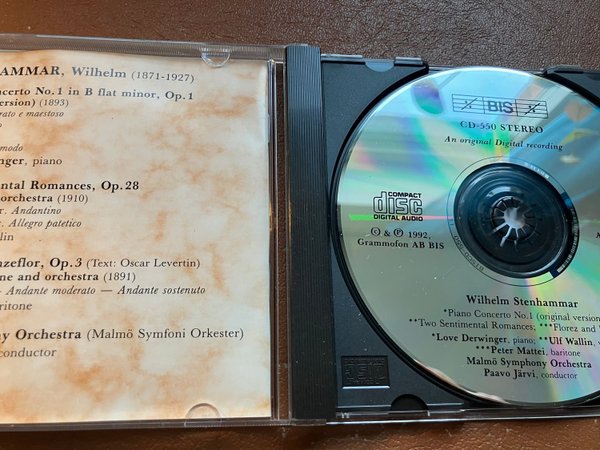 AMMAR, Wilhelm (1871-1927)
certo No. 1 in B flat minor, Op. 1
ersion) (1893)
rato e maestoso
o
modo
nger, piano
ntal Romances, Op. 28
orchestra (1910)
r. Andantino
r. Allegro patetico
lin
nzeflor, Op. 3 (Text: Oscar Levertin)
ne and orchestra (1891)
- Andante moderato — Andante sostenuto
aritone
ny Orchestra (Malmö Symfoni Orkester)
conductor
BIS
CD-550 STEREO
An original Digital recording
COMPACT
disc
DIGITAL AUDIO
© & ℗ 1992,
Grammofon AB BIS
Wilhelm Stenhammar
*Piano Concerto No.1 (original version
**Two Sentimental Romances; ***Florez and
*Love Derwinger, piano; **Ulf Wallin,
***Peter Mattei, baritone
Malmö Symphony Orchestra
Paavo Järvi, conductor